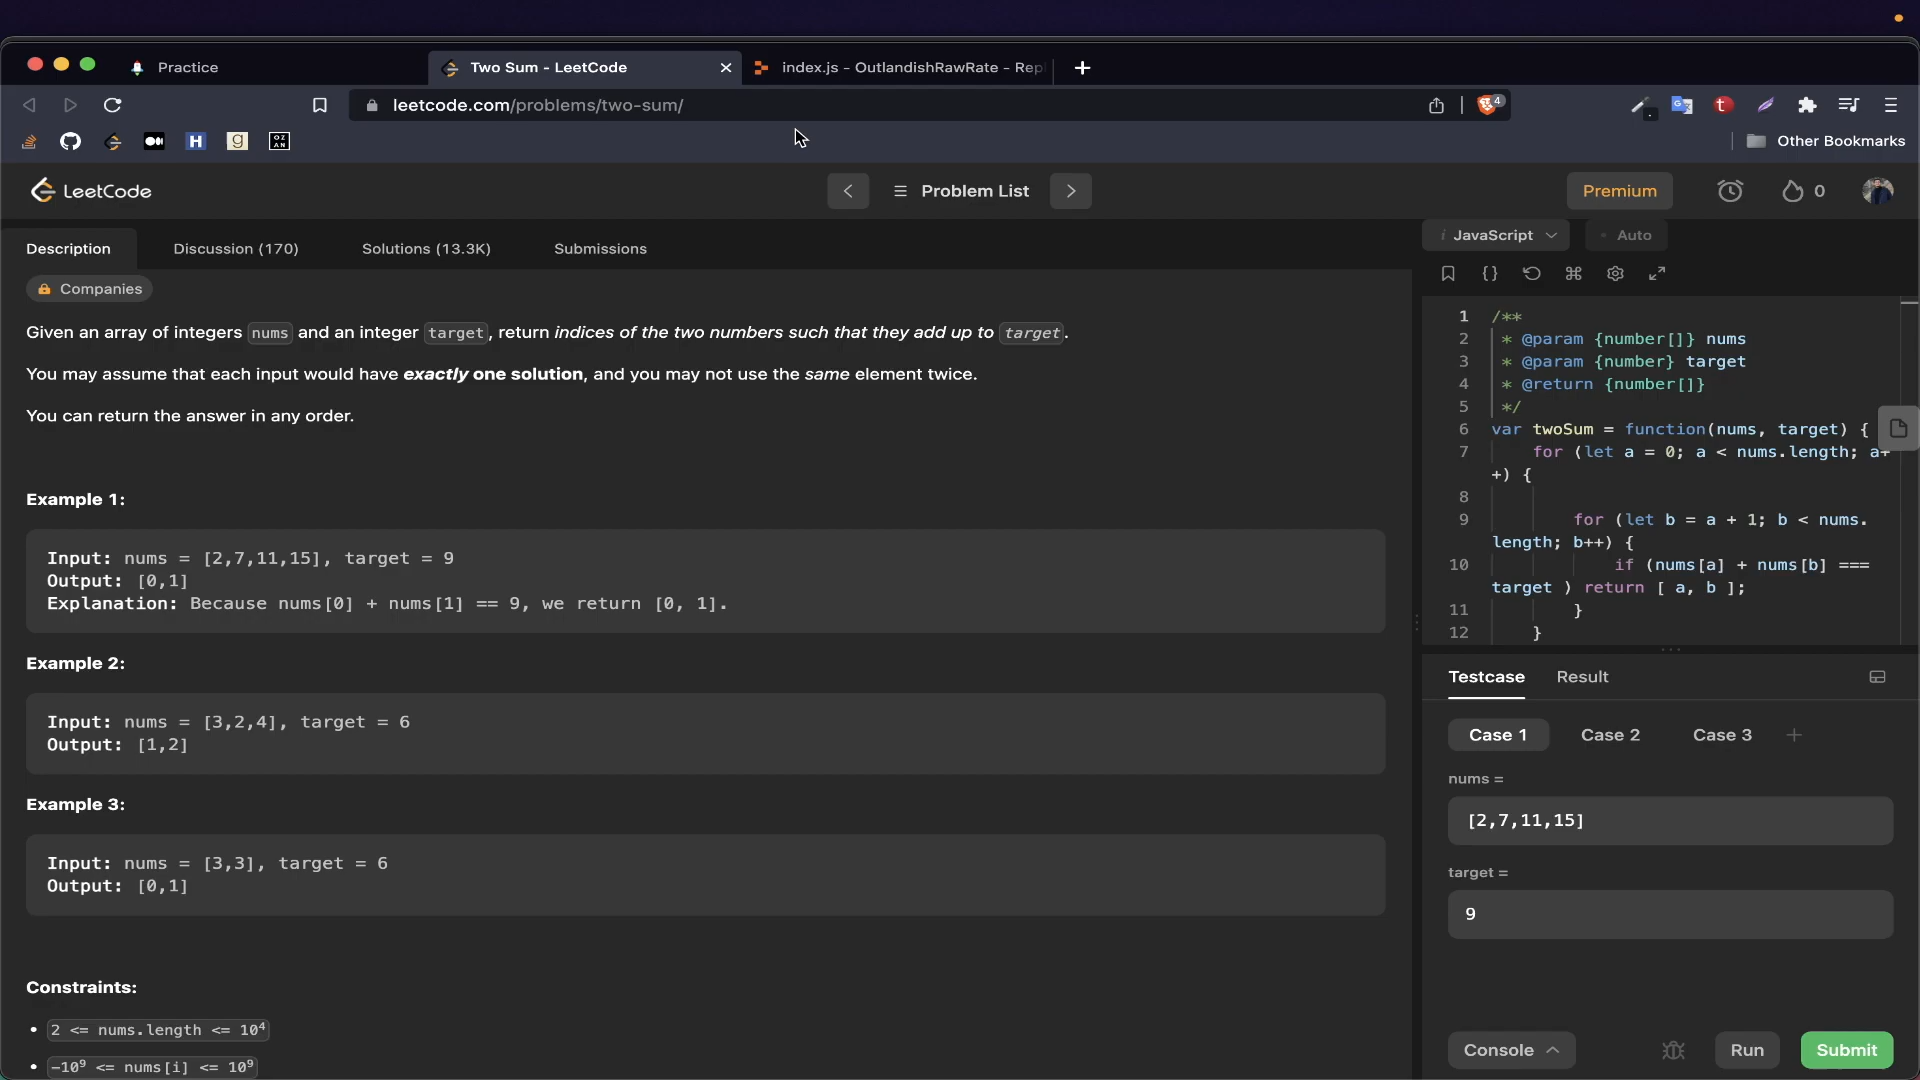 Practice
Two Sum - LeetCode
index.js - OutlandishRawRate - Repl
leetcode.com/problems/two-sum/
4
H
g
OZ
AN
t
Other Bookmarks
LeetCode
Problem List
Premium
0
Description
Discussion (170)
Solutions (13.3K)
Submissions
Companies
Given an array of integers nums and an integer target, return indices of the two numbers such that they add up to target.
You may assume that each input would have exactly one solution, and you may not use the same element twice.
You can return the answer in any order.
Example 1:
Input: nums = [2,7,11,15], target = 9
Output: [0,1]
Explanation: Because nums[0] + nums[1] == 9, we return [0, 1].
Example 2:
Input: nums = [3,2,4], target = 6
Output: [1,2]
Example 3:
Input: nums = [3,3], target = 6
Output: [0,1]
Constraints:
• 2 <= nums.length <= 10⁴
• -10⁹ <= nums[i] <= 10⁹
i JavaScript
• Auto
{}
1 /**
2 * @param {number[]} nums
3 * @param {number} target
4 * @return {number[]}
5 */
6 var twoSum = function(nums, target) {
7 for (let a = 0; a < nums.length; a+
+) {
8
9 for (let b = a + 1; b < nums.
length; b++) {
10 if (nums[a] + nums[b] ===
target ) return [ a, b ];
11 }
12 }
Testcase
Result
Case 1
Case 2
Case 3
+
nums =
[2,7,11,15]
target =
9
Console
Run
Submit